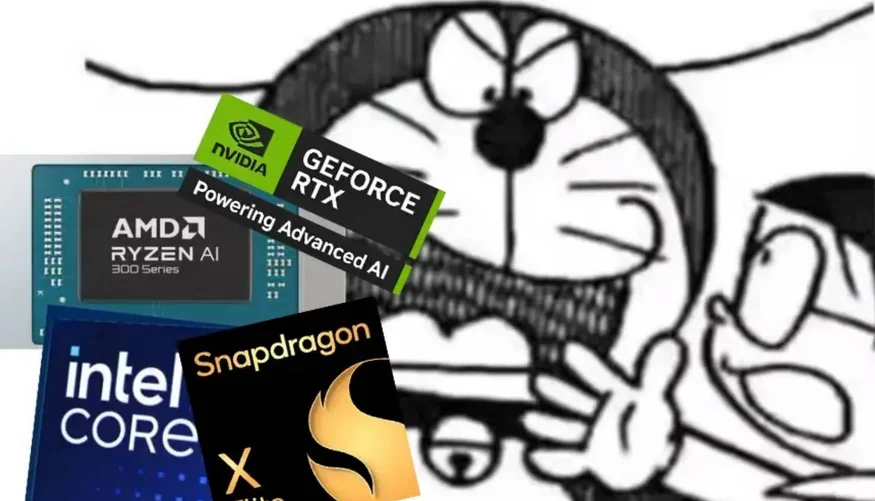 NVIDIA
GEFORCE
RTX
Powering Advanced AI
AMD
RYZEN AI
300 Series
intel
CORE
Snapdragon
X